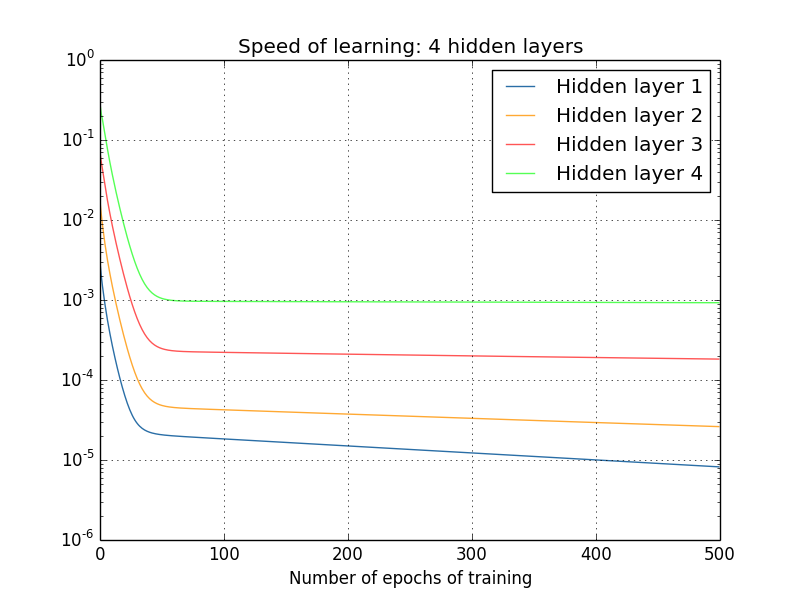 Speed of learning: 4 hidden layers
10^0
10^-1
10^-2
10^-3
10^-4
10^-5
10^-6
Hidden layer 1
Hidden layer 2
Hidden layer 3
Hidden layer 4
0 100 200 300 400 500
Number of epochs of training